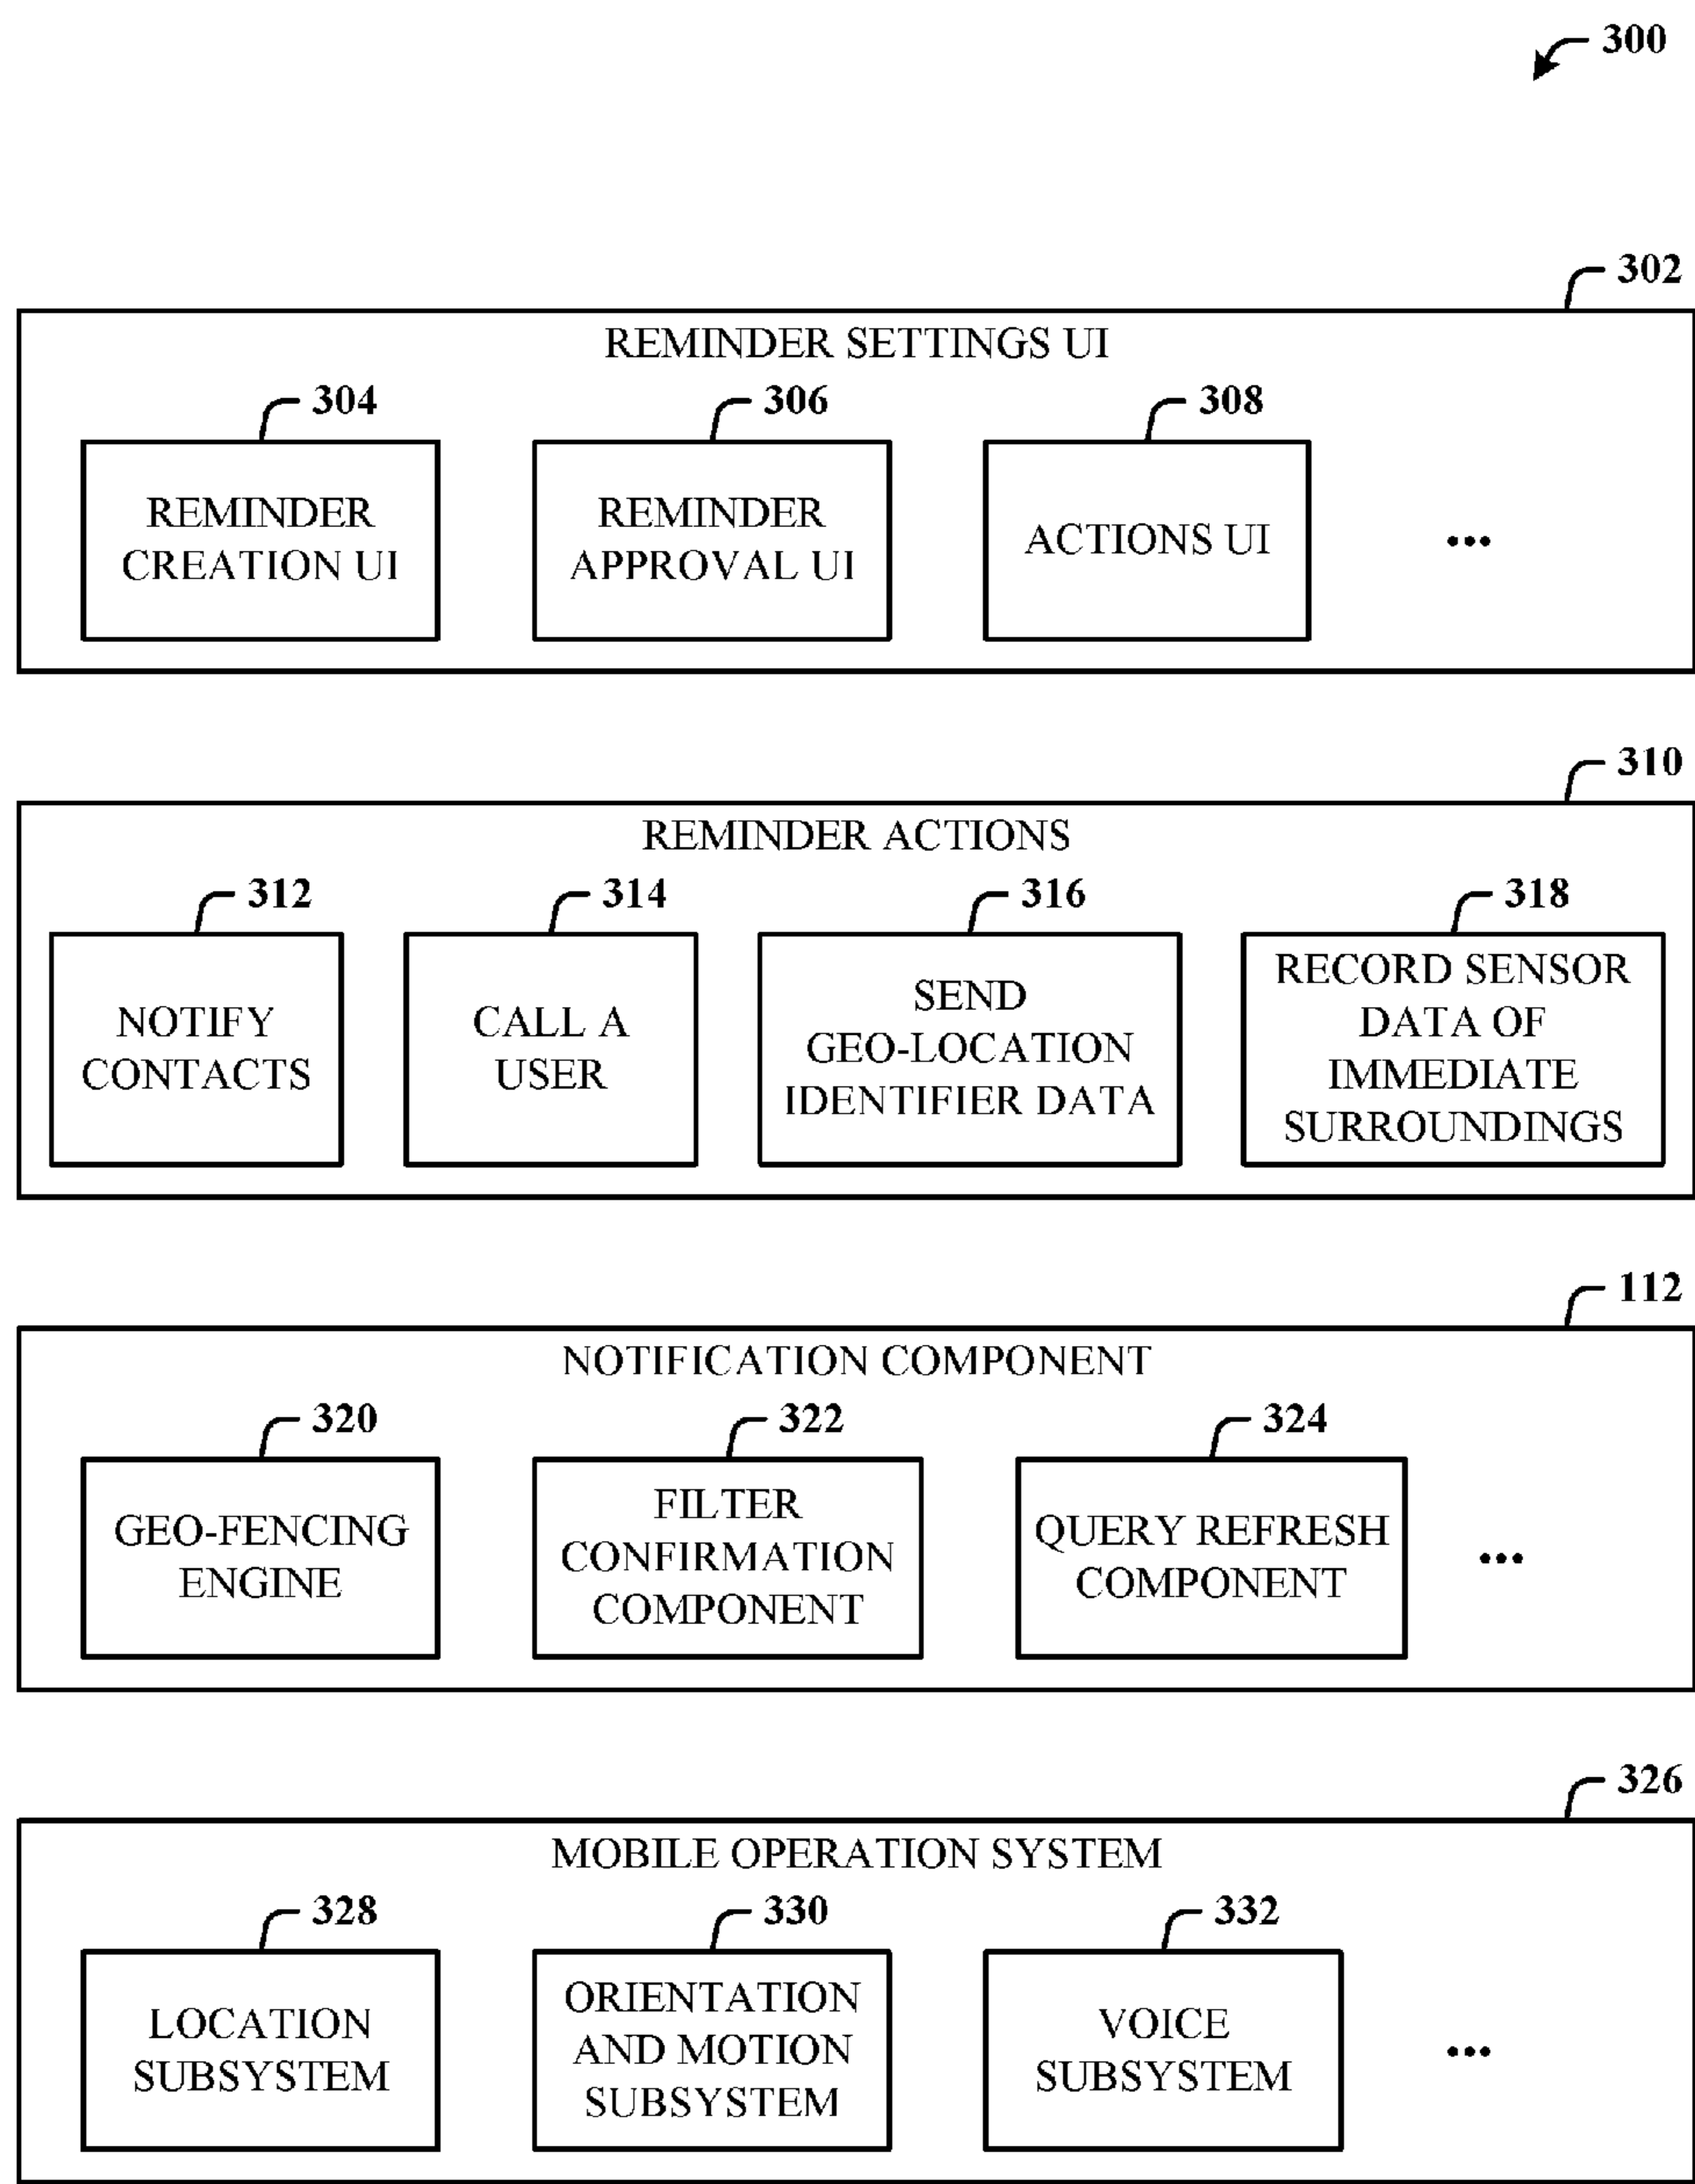 300
302
REMINDER SETTINGS UI
304
306
308
REMINDER
CREATION UI
REMINDER
APPROVAL UI
ACTIONS UI
...
310
REMINDER ACTIONS
312
314
316
318
NOTIFY
CONTACTS
CALL A
USER
SEND
GEO-LOCATION
IDENTIFIER DATA
RECORD SENSOR
DATA OF
IMMEDIATE
SURROUNDINGS
112
NOTIFICATION COMPONENT
320
322
324
GEO-FENCING
ENGINE
FILTER
CONFIRMATION
COMPONENT
QUERY REFRESH
COMPONENT
...
326
MOBILE OPERATION SYSTEM
328
330
332
LOCATION
SUBSYSTEM
ORIENTATION
AND MOTION
SUBSYSTEM
VOICE
SUBSYSTEM
...